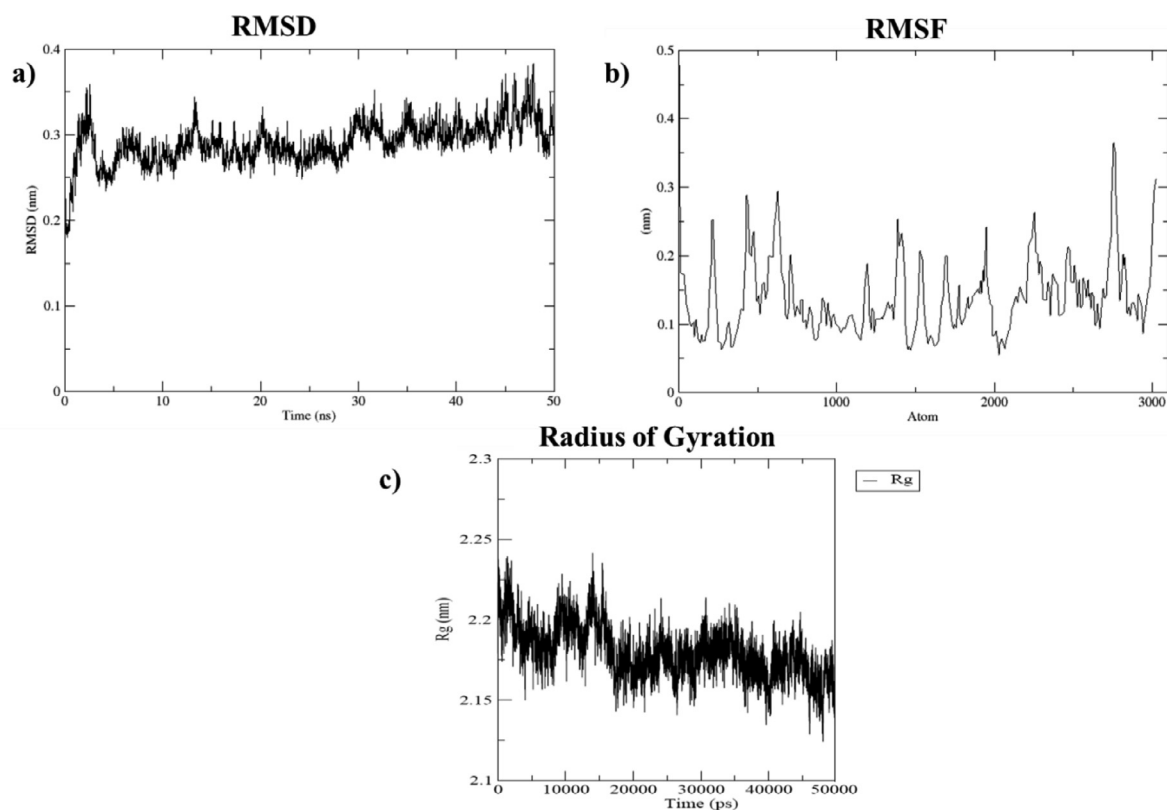 RMSD
a)
0.4
0.3
0.2
0.1
0
RMSD (nm)
0 10 20 30 40 50
Time (ns)
RMSF
b)
0.5
0.4
0.3
0.2
0.1
0
(nm)
0 1000 2000 3000
Atom
Radius of Gyration
c)
2.3
2.25
2.2
2.15
2.1
Rg (nm)
0 10000 20000 30000 40000 50000
Time (ps)
Rg